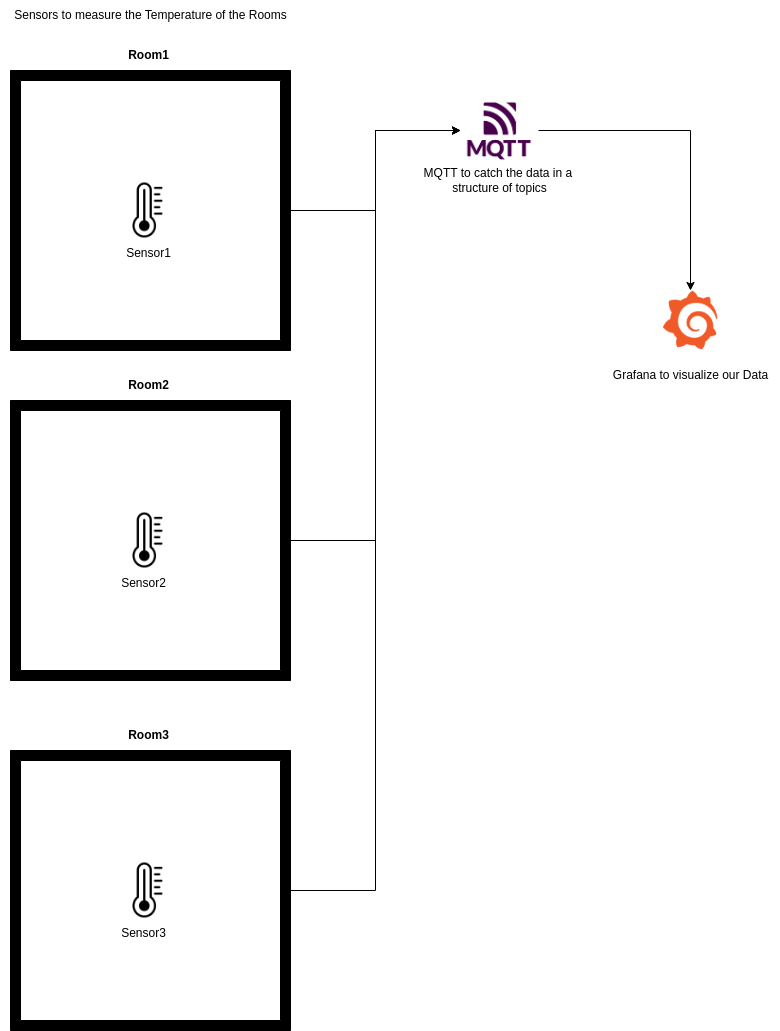 Sensors to measure the Temperature of the Rooms
Room1
Sensor1
MQTT
MQTT to catch the data in a
structure of topics
Grafana to visualize our Data
Room2
Sensor2
Room3
Sensor3